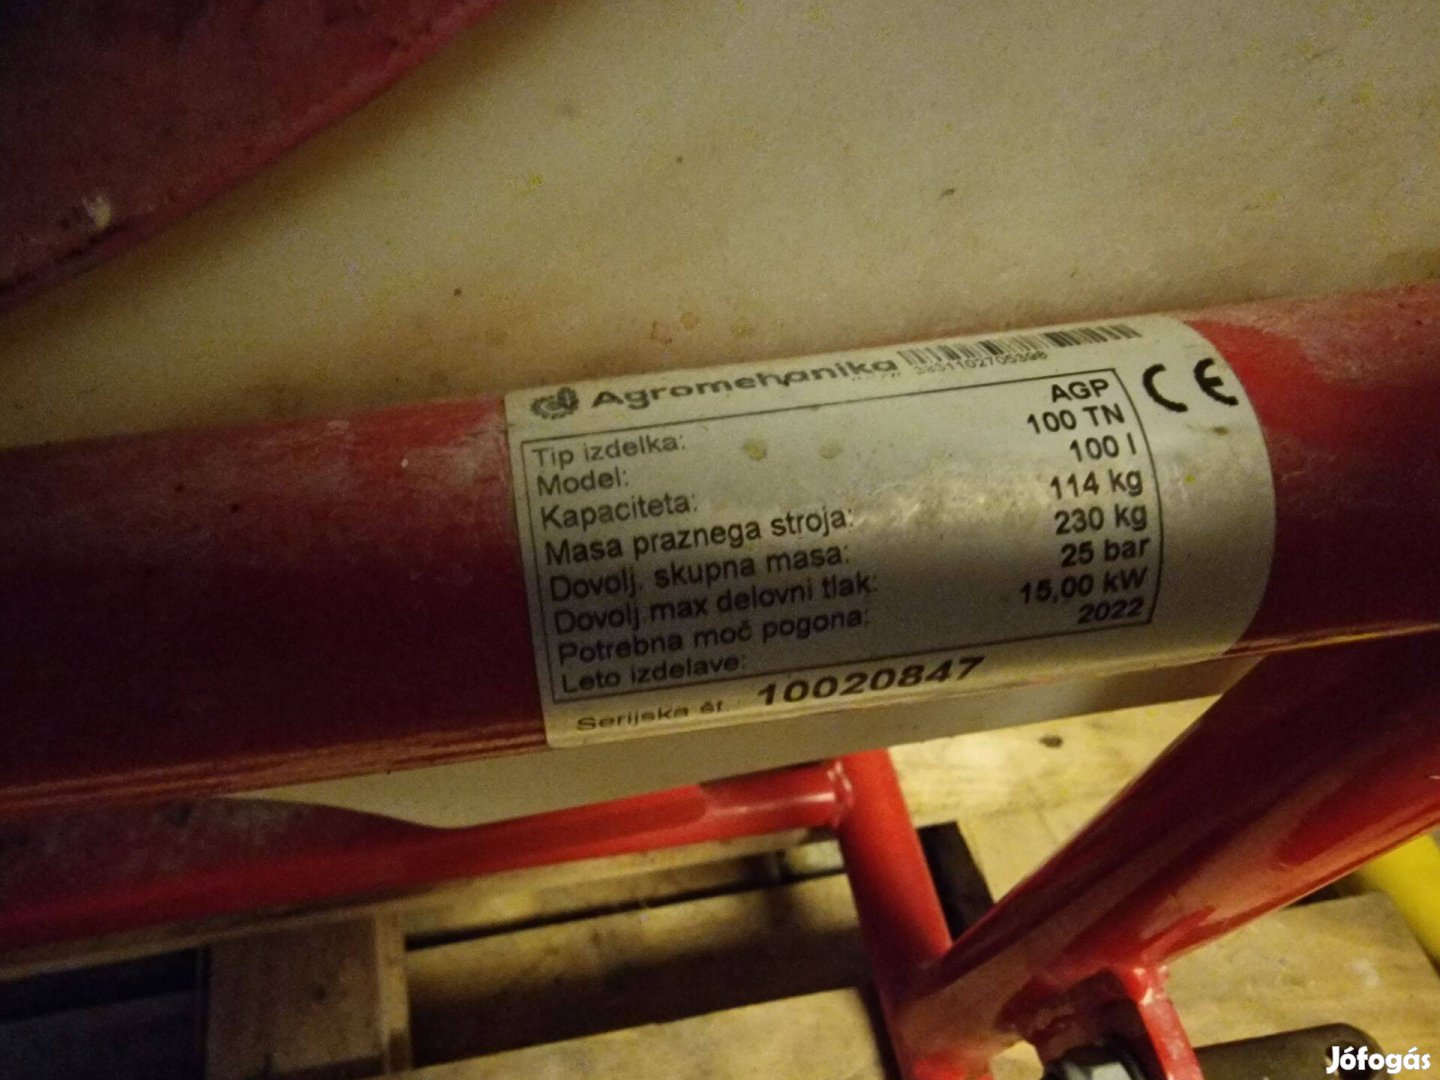 Agromehanika
3831102705398
CE
Tip izdelka: AGP
Model: 100 TN
Kapaciteta: 100 l
Masa praznega stroja: 114 kg
Dovolj. skupna masa: 230 kg
Dovolj.max delovni tlak: 25 bar
Potrebna moč pogona: 15,00 kW
Leto izdelave: 2022
Serijska št.: 10020847
Jófogás